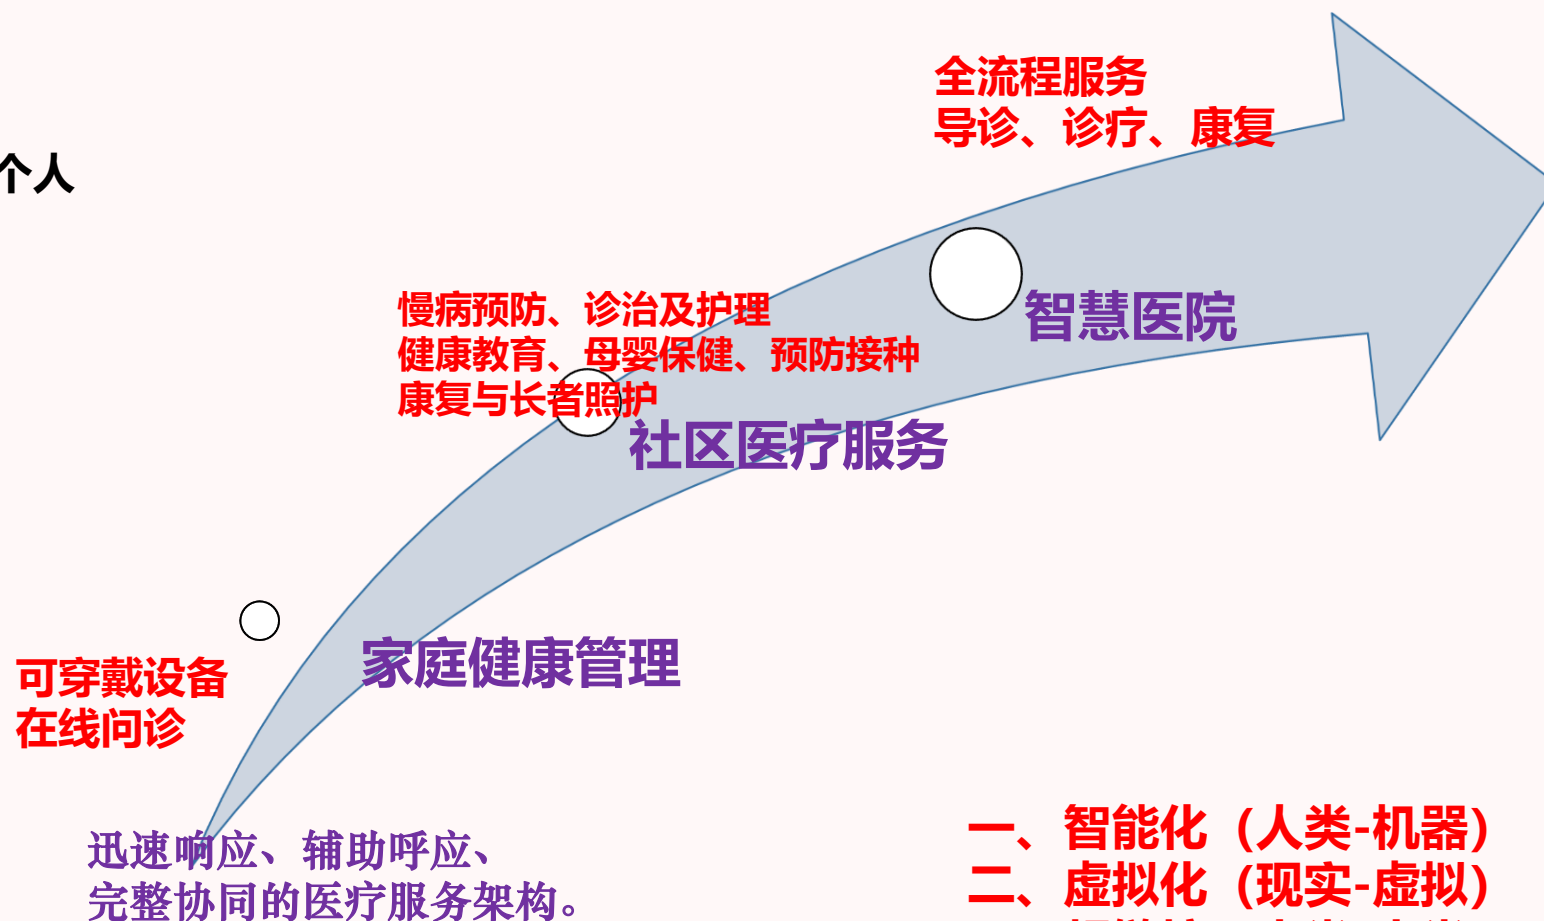 全流程服务
导诊、诊疗、康复
个人
慢病预防、诊治及护理
健康教育、母婴保健、预防接种
康复与长者照护
智慧医院
社区医疗服务
家庭健康管理
可穿戴设备
在线问诊
迅速响应、辅助呼应、
完整协同的医疗服务架构。
一、智能化（人类-机器）
二、虚拟化（现实-虚拟）